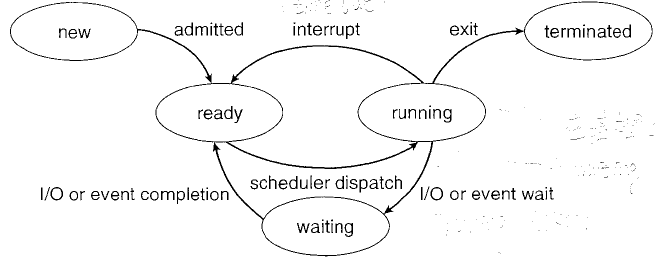 new
admitted
interrupt
exit
terminated
ready
running
I/O or event completion
scheduler dispatch
I/O or event wait
waiting